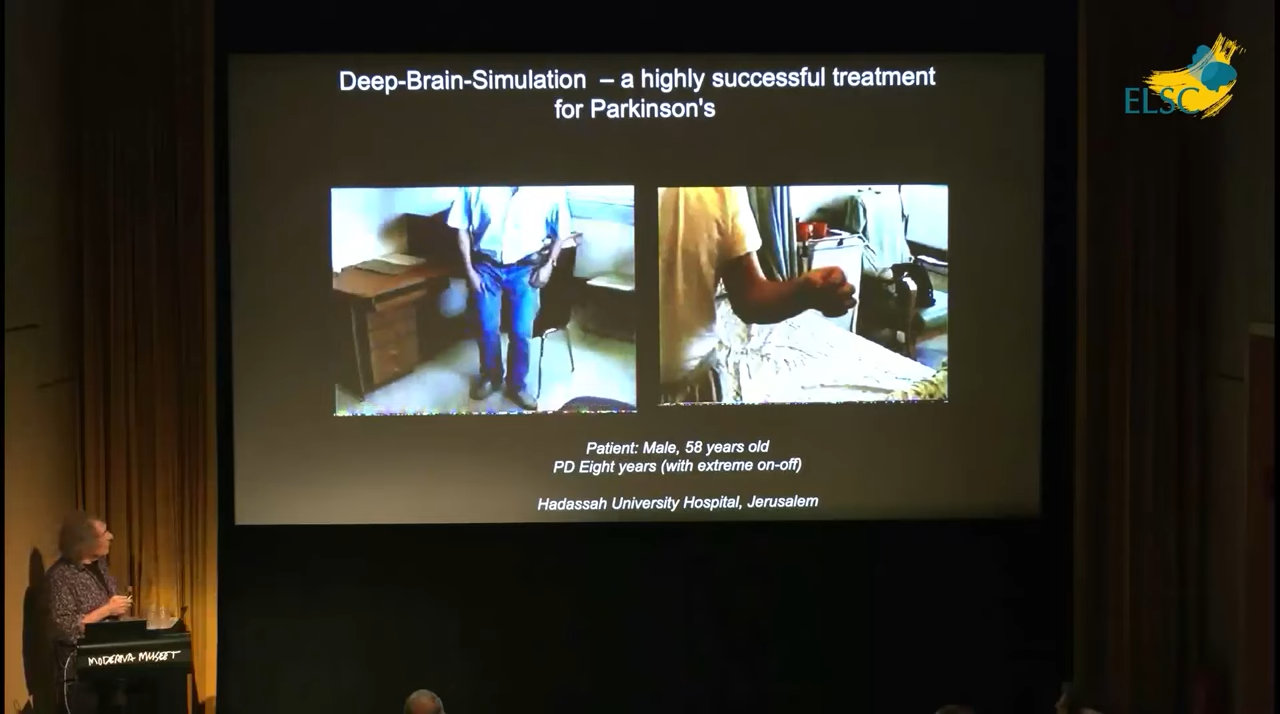 Deep-Brain-Simulation – a highly successful treatment
for Parkinson's
ELSC
Patient: Male, 58 years old
PD Eight years (with extreme on-off)
Hadassah University Hospital, Jerusalem
MODERNA MUSEET